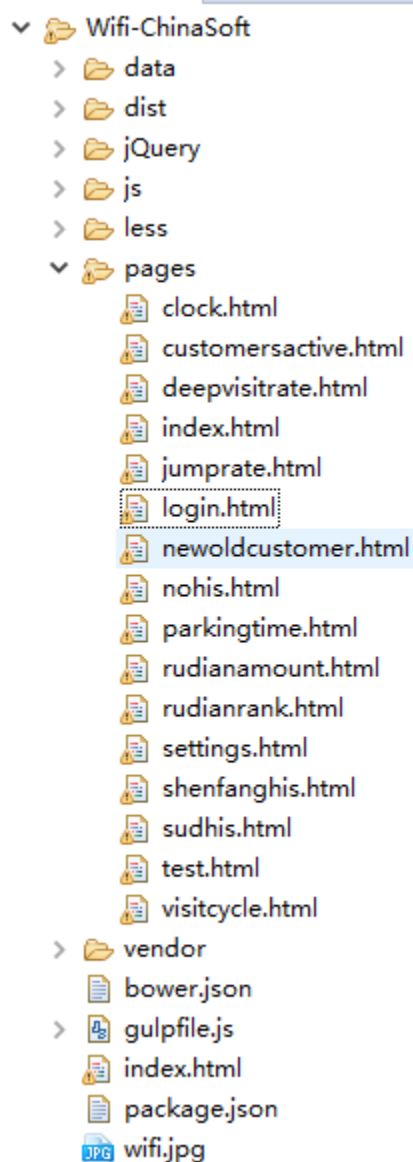 Wifi-ChinaSoft
data
dist
jQuery
js
less
pages
clock.html
customersactive.html
deepvisitrate.html
index.html
jumprate.html
login.html
newoldcustomer.html
nohis.html
parkingtime.html
rudianamount.html
rudianrank.html
settings.html
shenfanghis.html
sudhis.html
test.html
visitcycle.html
vendor
bower.json
gulpfile.js
index.html
package.json
JPG wifi.jpg